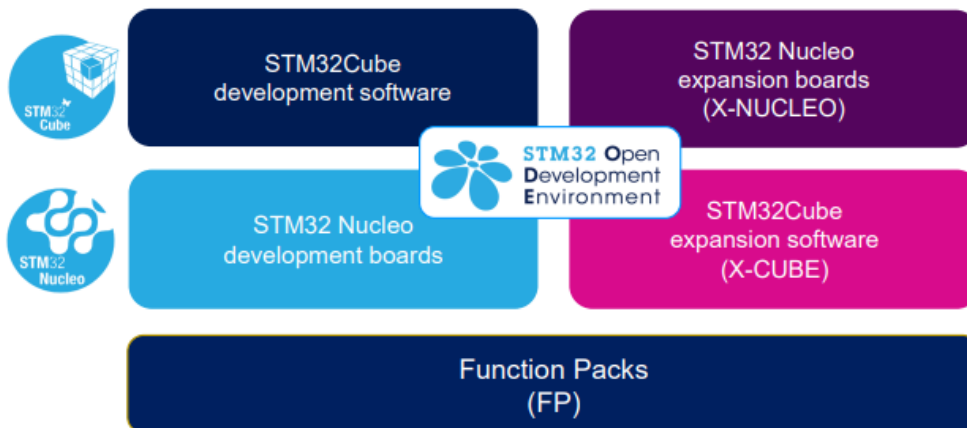 STM32
Cube
STM32Cube
development software
STM32 Nucleo
expansion boards
(X-NUCLEO)
STM32 Open
Development
Environment
STM32
Nucleo
STM32 Nucleo
development boards
STM32Cube
expansion software
(X-CUBE)
Function Packs
(FP)